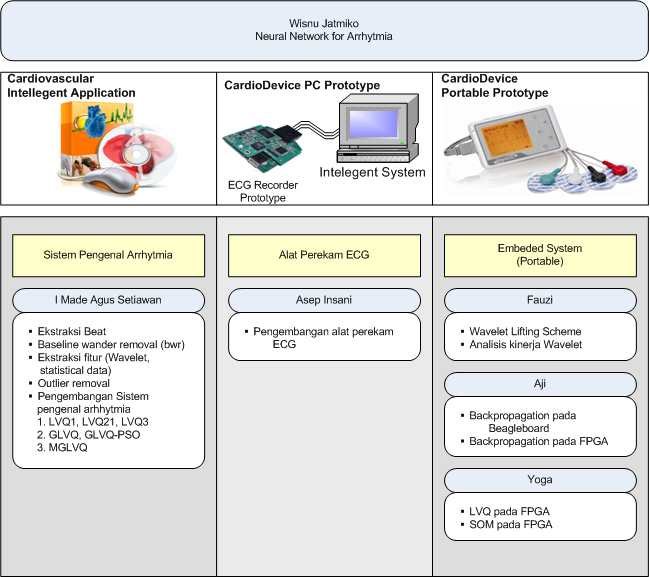 Wisnu Jatmiko
Neural Network for Arrhytmia
Cardiovascular
Intellegent Application
CardioDevice PC Prototype
ECG Recorder
Prototype
Intelegent System
CardioDevice
Portable Prototype
Sistem Pengenal Arrhytmia
I Made Agus Setiawan
▪ Ekstraksi Beat
▪ Baseline wander removal (bwr)
▪ Ekstraksi fitur (Wavelet,
statistical data)
▪ Outlier removal
▪ Pengembangan Sistem
pengenal arhhytmia
1. LVQ1, LVQ21, LVQ3
2. GLVQ, GLVQ-PSO
3. MGLVQ
Alat Perekam ECG
Asep Insani
▪ Pengembangan alat perekam
ECG
Embeded System
(Portable)
Fauzi
▪ Wavelet Lifting Scheme
▪ Analisis kinerja Wavelet
Aji
▪ Backpropagation pada
Beagleboard
▪ Backpropagation pada FPGA
Yoga
▪ LVQ pada FPGA
▪ SOM pada FPGA